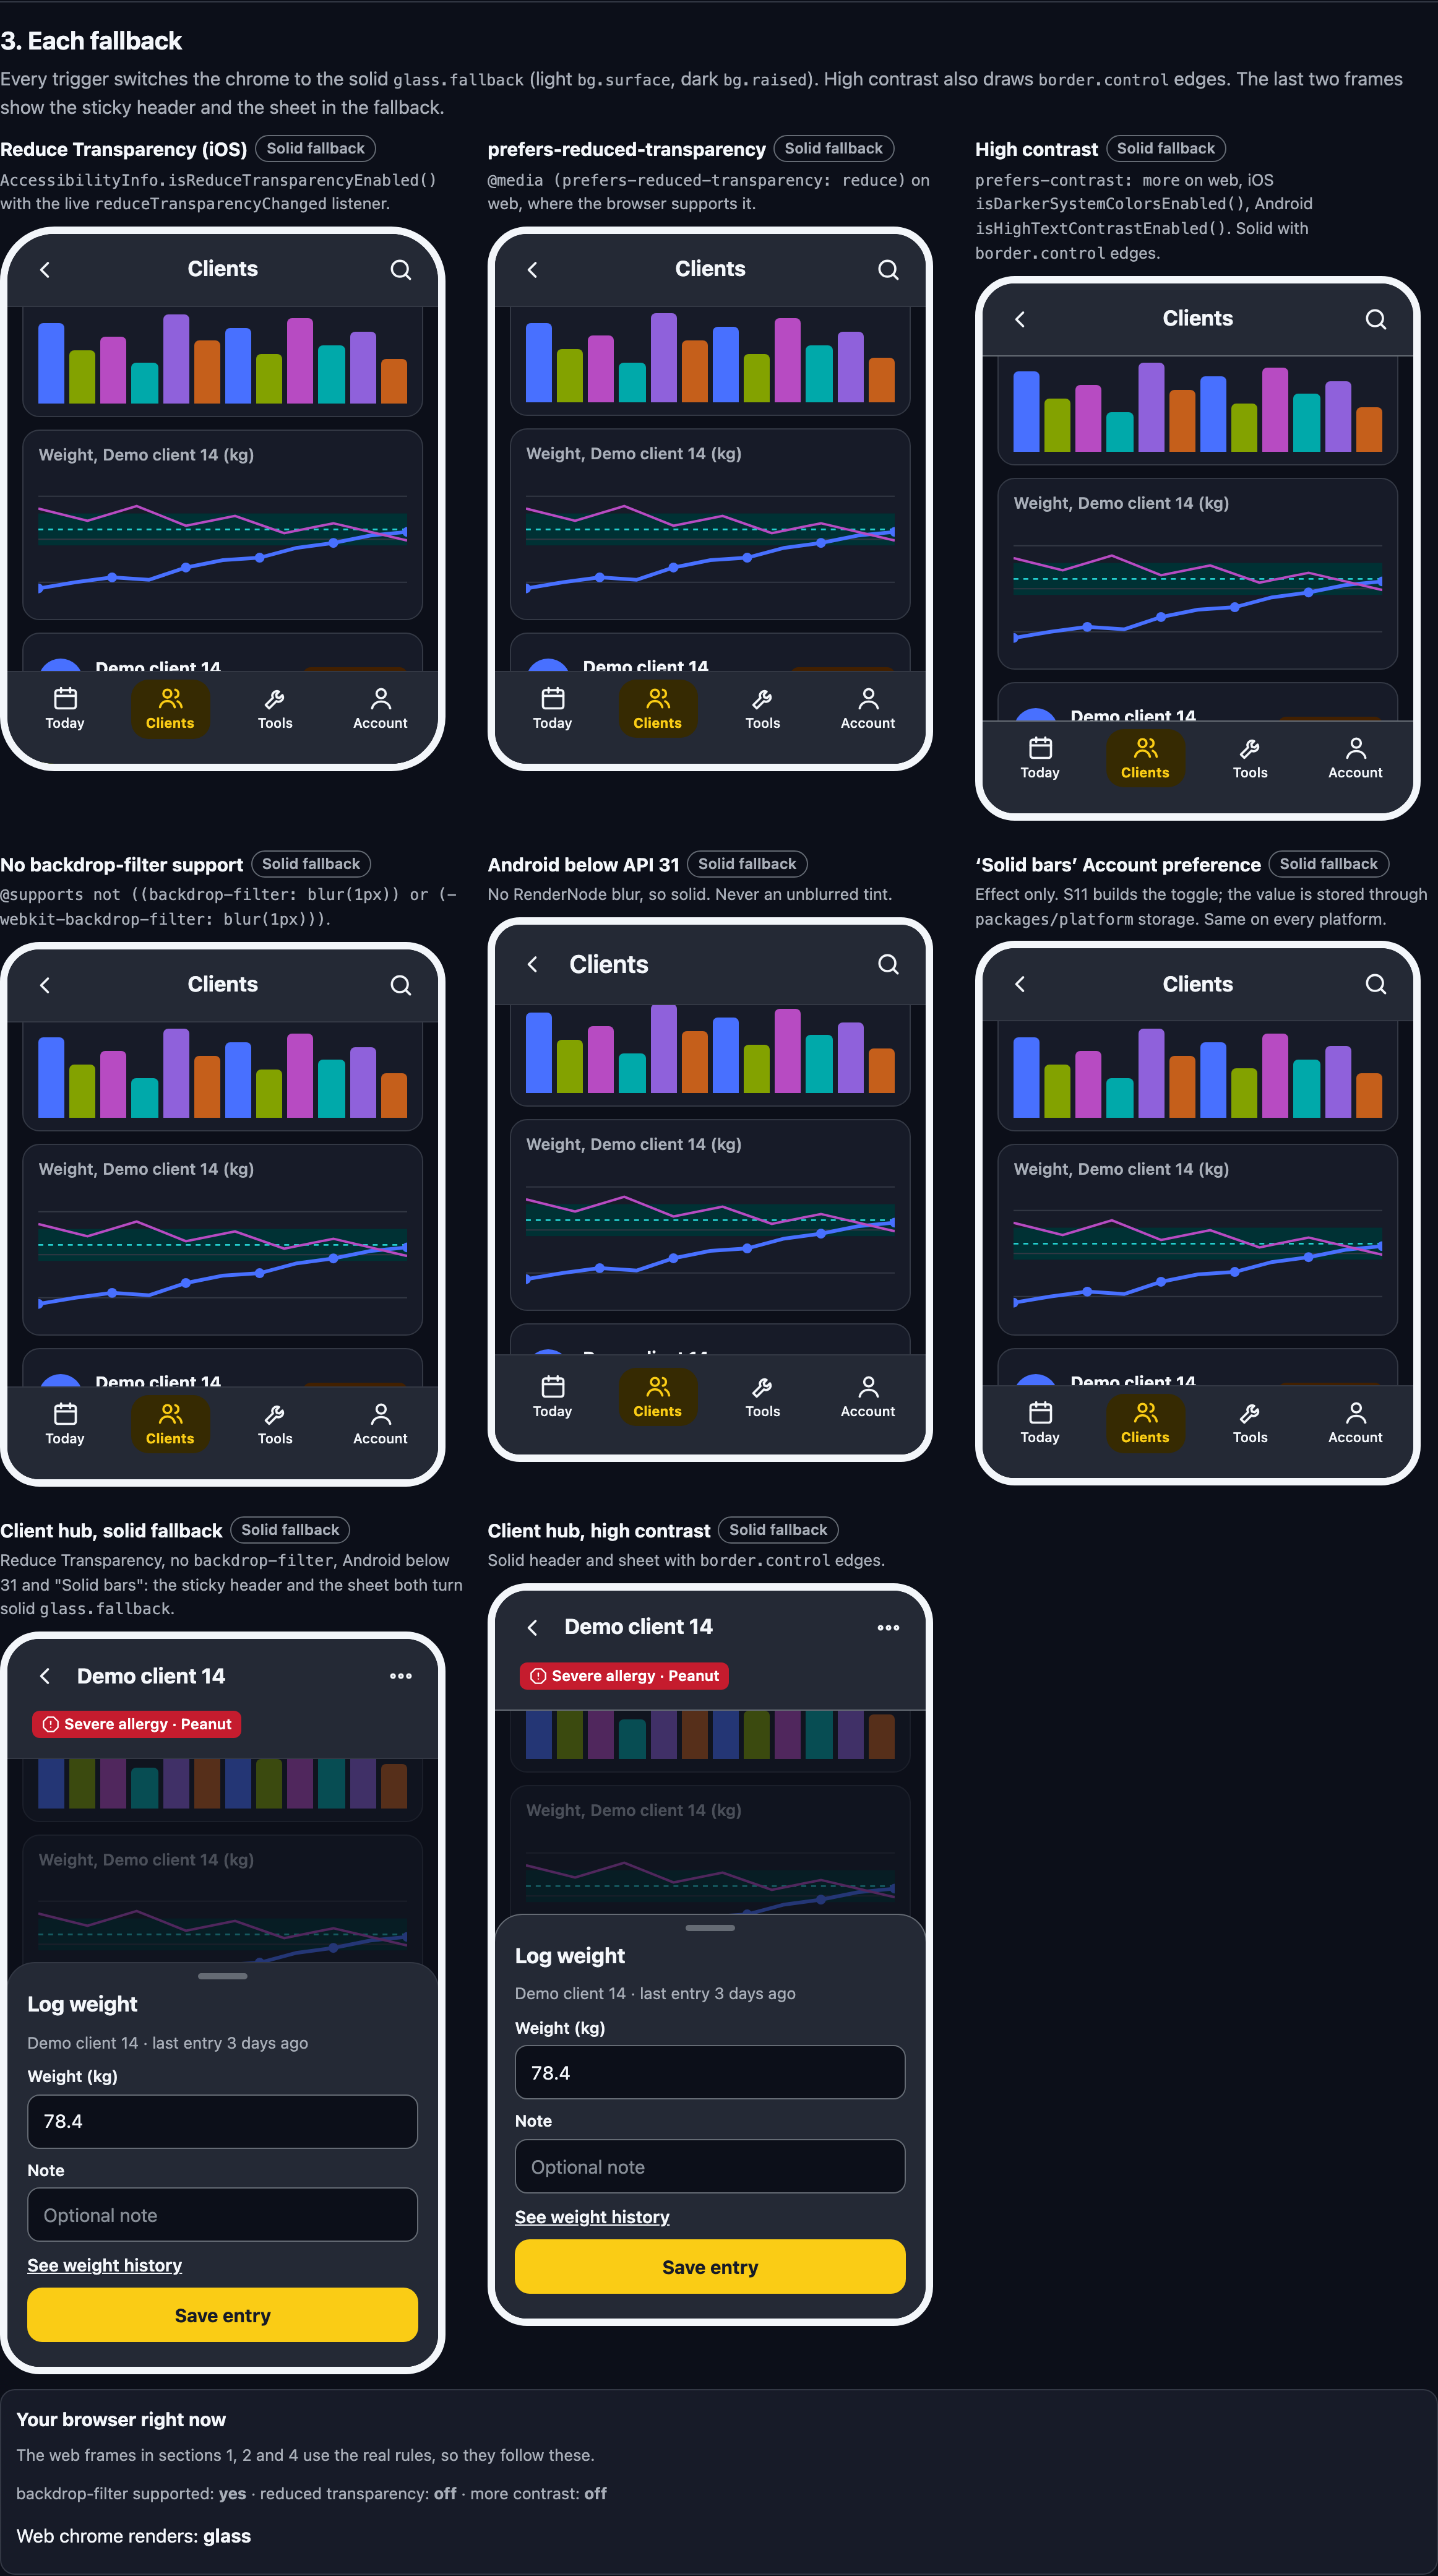 3. Each fallback
Every trigger switches the chrome to the solid glass.fallback (light bg.surface, dark bg.raised). High contrast also draws border.control edges. The last two frames
show the sticky header and the sheet in the fallback.
Reduce Transparency (iOS) Solid fallback
AccessibilityInfo.isReduceTransparencyEnabled()
with the live reduceTransparencyChanged listener.
Clients
Weight, Demo client 14 (kg)
Demo client 14
Today Clients Tools Account
prefers-reduced-transparency Solid fallback
@media (prefers-reduced-transparency: reduce) on
web, where the browser supports it.
Clients
Weight, Demo client 14 (kg)
Demo client 14
Today Clients Tools Account
High contrast Solid fallback
prefers-contrast: more on web, iOS
isDarkerSystemColorsEnabled(), Android
isHighTextContrastEnabled(). Solid with
border.control edges.
Clients
Weight, Demo client 14 (kg)
Demo client 14
Today Clients Tools Account
No backdrop-filter support Solid fallback
@supports not ((backdrop-filter: blur(1px)) or (-
webkit-backdrop-filter: blur(1px))).
Clients
Weight, Demo client 14 (kg)
Demo client 14
Today Clients Tools Account
Android below API 31 Solid fallback
No RenderNode blur, so solid. Never an unblurred tint.
Clients
Weight, Demo client 14 (kg)
Demo client 14
Today Clients Tools Account
‘Solid bars’ Account preference Solid fallback
Effect only. S11 builds the toggle; the value is stored through
packages/platform storage. Same on every platform.
Clients
Weight, Demo client 14 (kg)
Demo client 14
Today Clients Tools Account
Client hub, solid fallback Solid fallback
Reduce Transparency, no backdrop-filter, Android below
31 and "Solid bars": the sticky header and the sheet both turn
solid glass.fallback.
Demo client 14
Severe allergy · Peanut
Weight, Demo client 14 (kg)
Log weight
Demo client 14 · last entry 3 days ago
Weight (kg)
78.4
Note
Optional note
See weight history
Save entry
Client hub, high contrast Solid fallback
Solid header and sheet with border.control edges.
Demo client 14
Severe allergy · Peanut
Weight, Demo client 14 (kg)
Log weight
Demo client 14 · last entry 3 days ago
Weight (kg)
78.4
Note
Optional note
See weight history
Save entry
Your browser right now
The web frames in sections 1, 2 and 4 use the real rules, so they follow these.
backdrop-filter supported: yes · reduced transparency: off · more contrast: off
Web chrome renders: glass